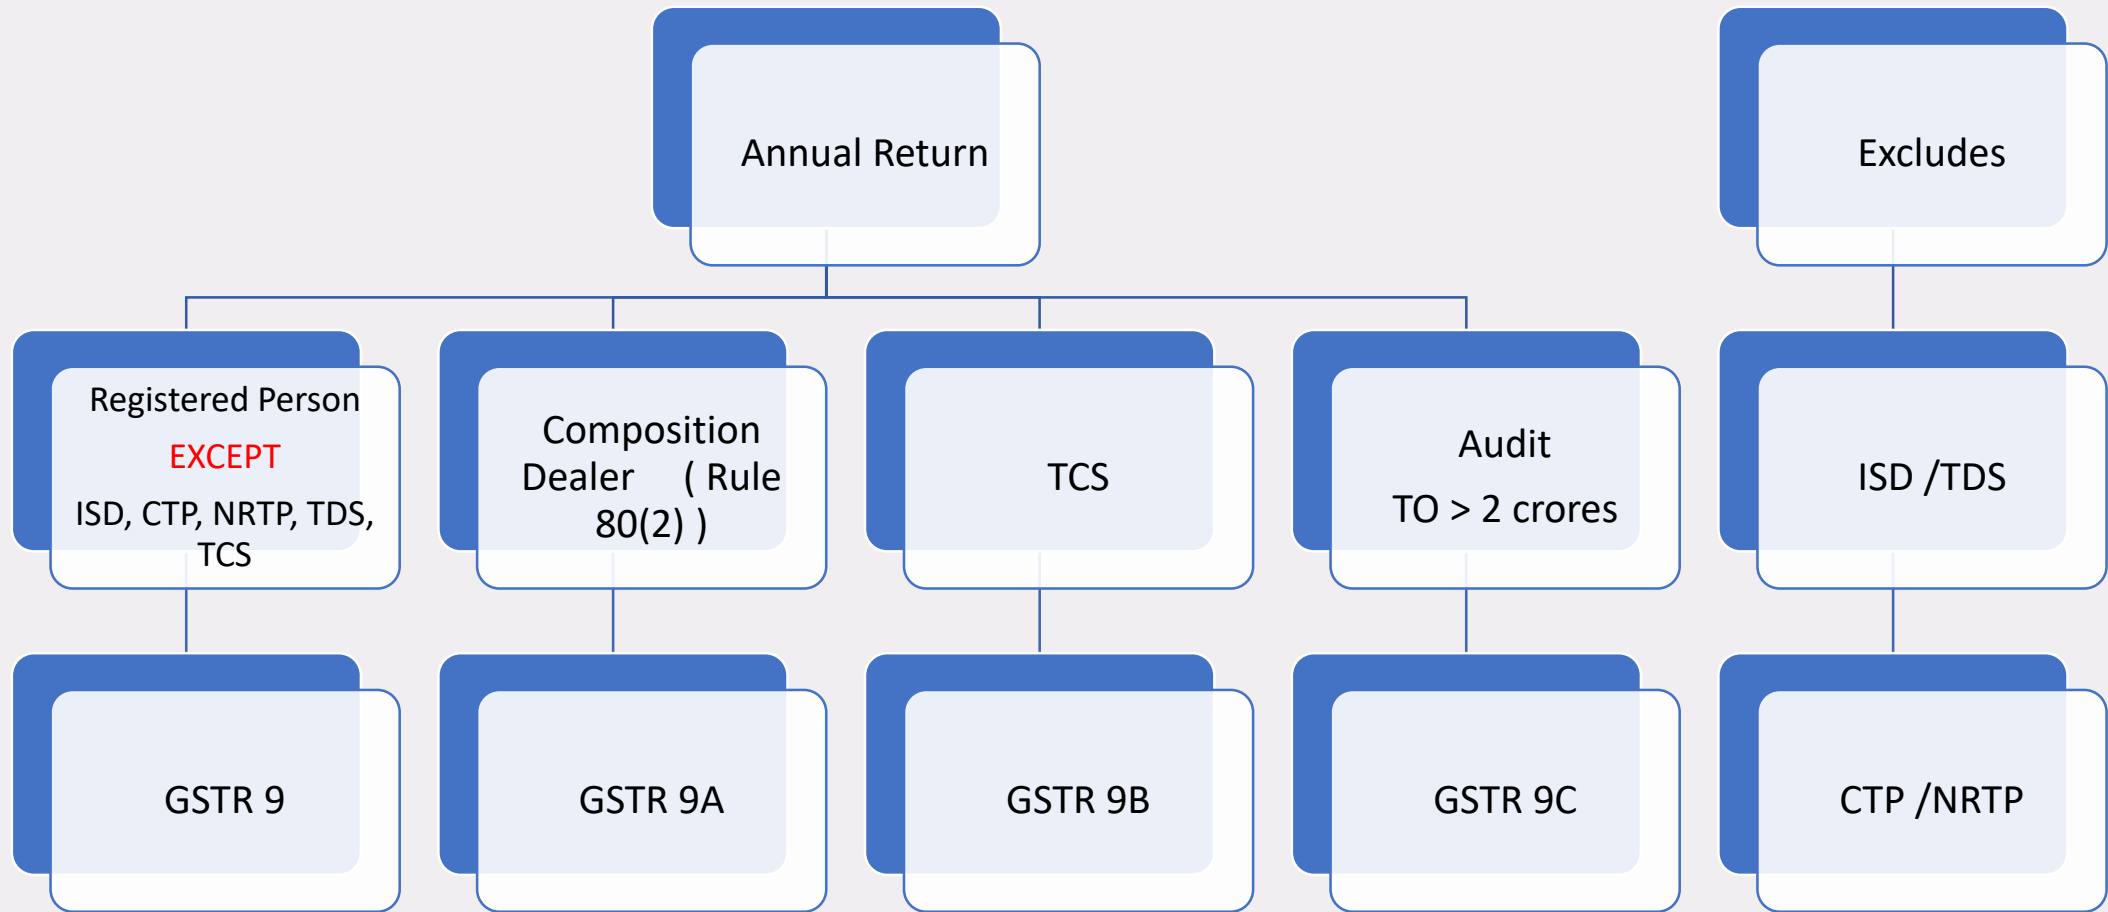 Annual Return
Excludes
Registered Person
EXCEPT
ISD, CTP, NRTP, TDS,
TCS
Composition
Dealer ( Rule
80(2) )
TCS
Audit
TO > 2 crores
ISD /TDS
GSTR 9
GSTR 9A
GSTR 9B
GSTR 9C
CTP /NRTP